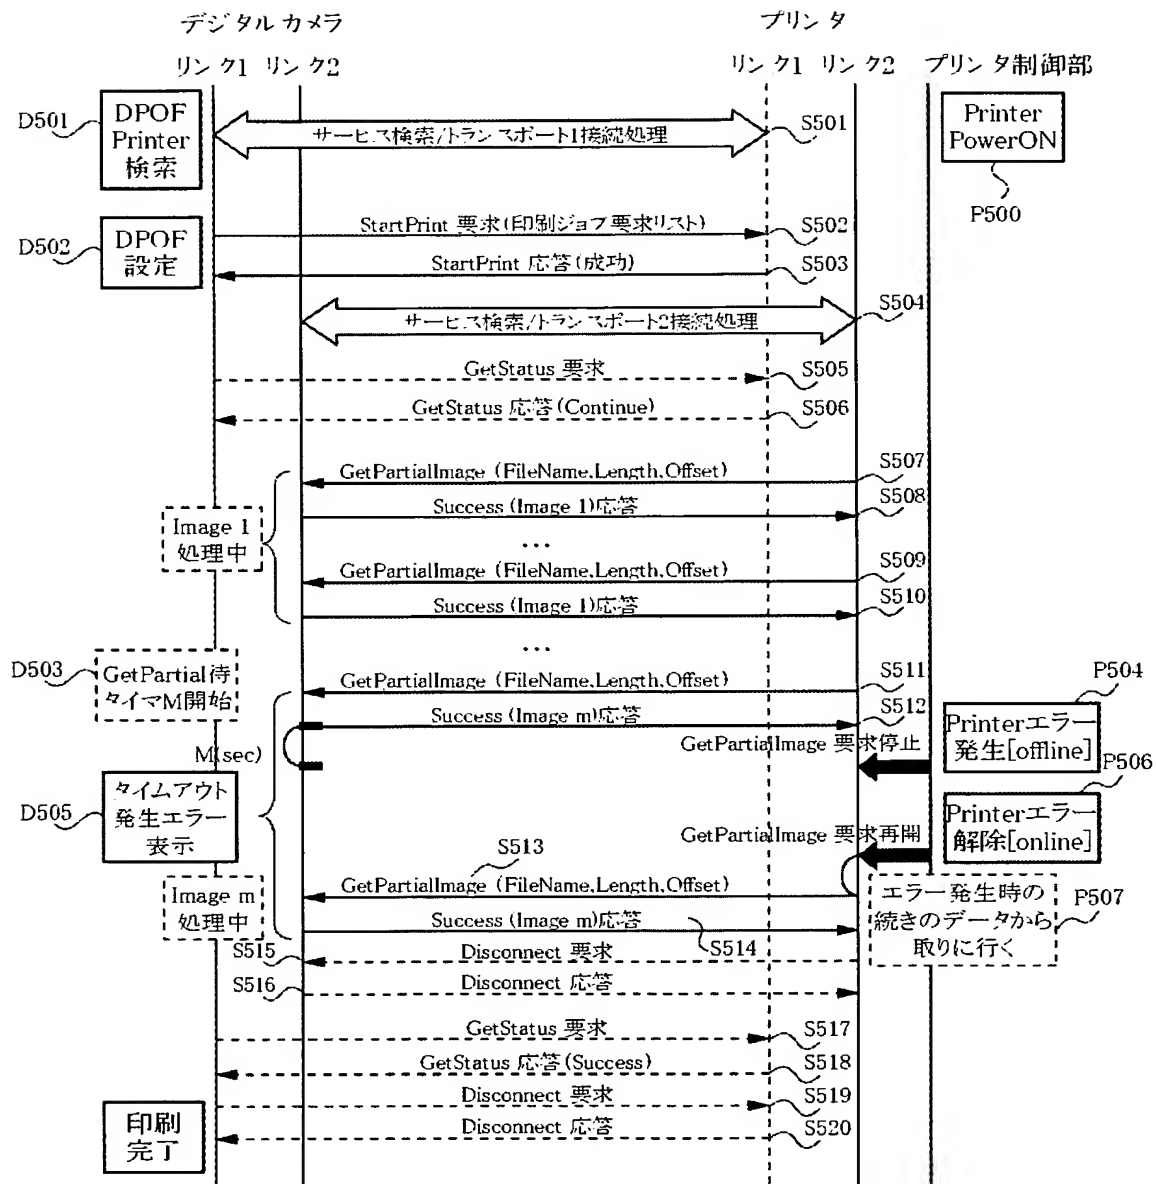 デジタルカメラ
プリンタ
リンク1 リンク2
リンク1 リンク2
プリンタ制御部
D501
DPOF
Printer
検索
サービス検索/トランスポート1接続処理
S501
Printer
PowerON
P500
D502
DPOF
設定
StartPrint 要求(印刷ジョブ要求リスト)
S502
StartPrint 応答(成功)
S503
サービス検索/トランスポート2接続処理
S504
GetStatus 要求
S505
GetStatus 応答(Continue)
S506
GetPartialImage (FileName,Length,Offset)
S507
Success (Image 1)応答
S508
Image 1
処理中
...
GetPartialImage (FileName,Length,Offset)
S509
Success (Image 1)応答
S510
...
D503
GetPartial待
タイマM開始
GetPartialImage (FileName,Length,Offset)
S511
Success (Image m)応答
S512
P504
Printerエラー
発生[offline]
GetPartialImage 要求停止
M(sec)
P506
D505
タイムアウト
発生エラー
表示
Printerエラー
解除[online]
GetPartialImage 要求再開
S513
GetPartialImage (FileName,Length,Offset)
Image m
処理中
エラー発生時の
続きのデータから
取りに行く
P507
Success (Image m)応答
S514
S515
Disconnect 要求
S516
Disconnect 応答
GetStatus 要求
S517
GetStatus 応答(Success)
S518
Disconnect 要求
S519
Disconnect 応答
S520
印刷
完了